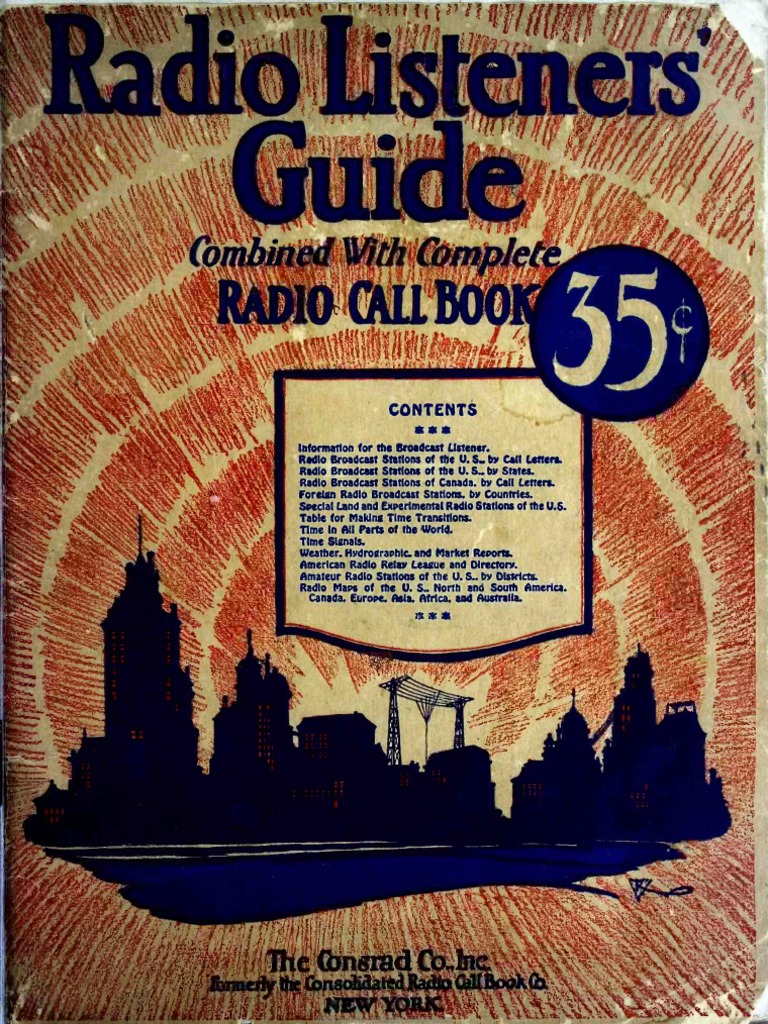 Radio Listeners'
Guide
Combined With Complete
RADIO CALL BOOK
35¢
CONTENTS
* * *
Information for the Broadcast Listener.
Radio Broadcast Stations of the U. S., by Call Letters.
Radio Broadcast Stations of the U. S., by States.
Radio Broadcast Stations of Canada, by Call Letters.
Foreign Radio Broadcast Stations, by Countries.
Special Land and Experimental Radio Stations of the U.S.
Table for Making Time Transitions.
Time in All Parts of the World.
Time Signals.
Weather, Hydrographic, and Market Reports.
American Radio Relay League and Directory.
Amateur Radio Stations of the U. S., by Districts.
Radio Maps of the U. S., North and South America,
Canada, Europe, Asia, Africa, and Australia.
* * *
The Consrad Co., Inc.
Formerly the Consolidated Radio Call Book Co.
NEW YORK